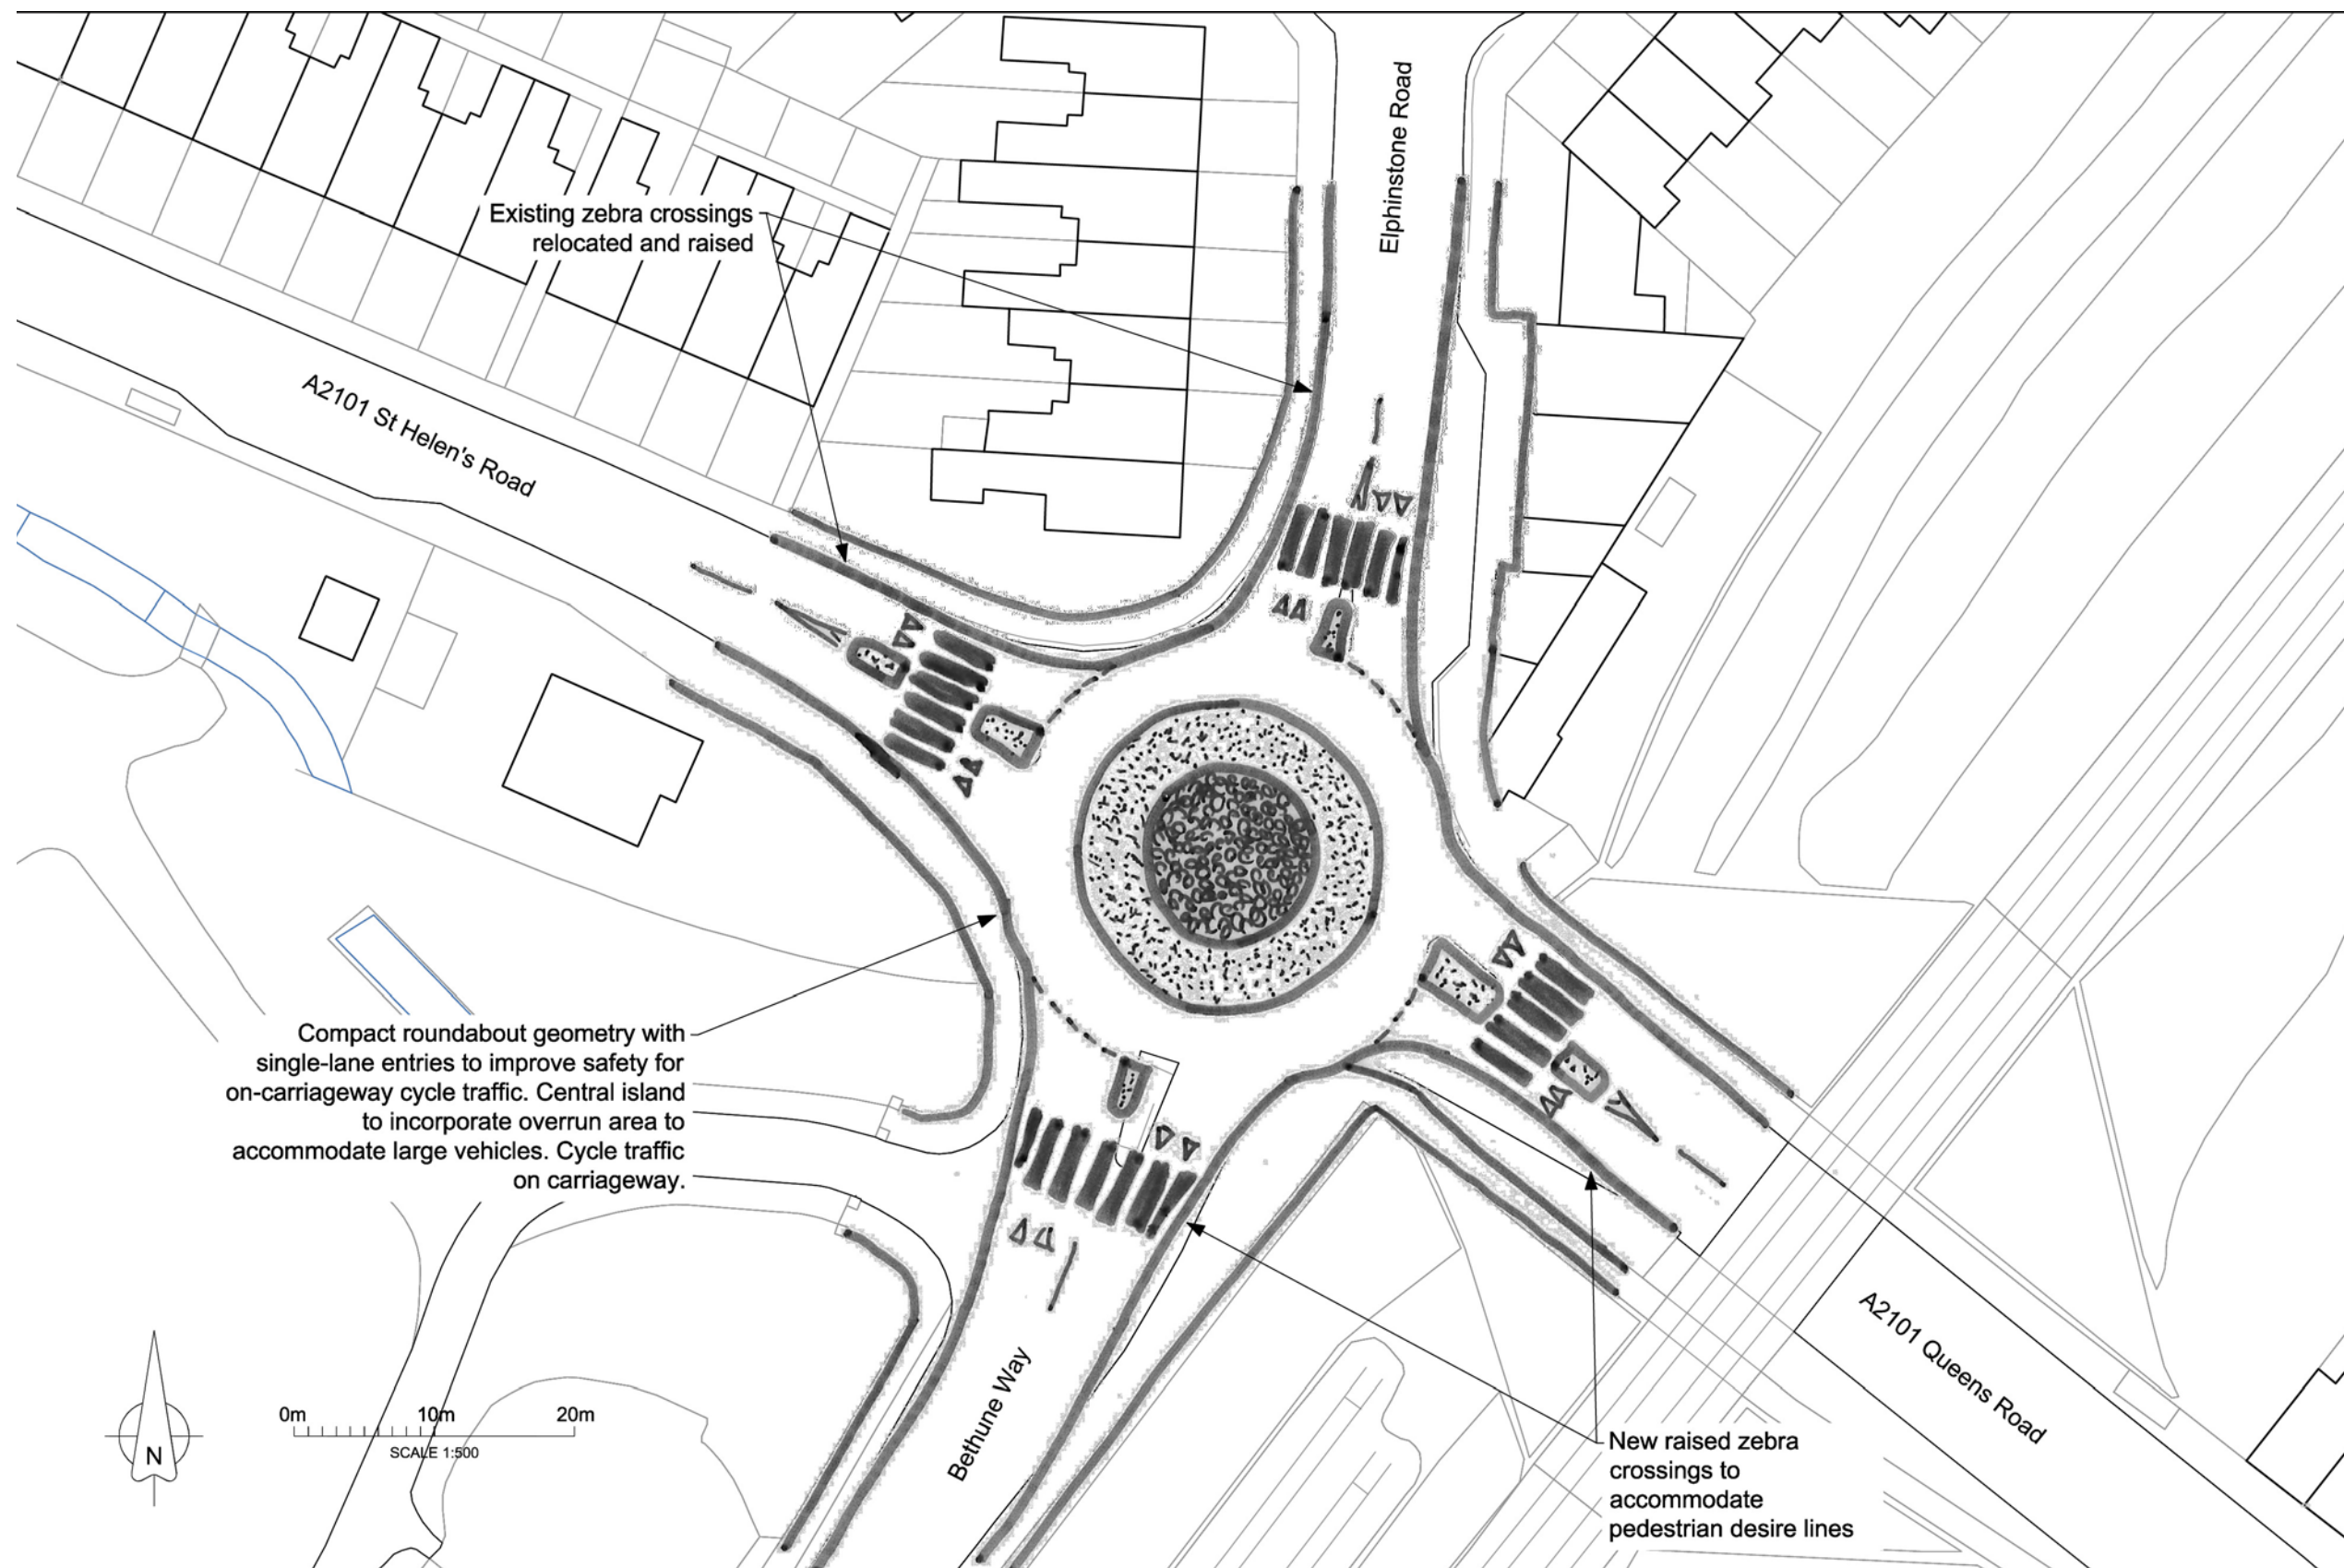 Elphinstone Road
Existing zebra crossings
relocated and raised
A2101 St Helen's Road
Compact roundabout geometry with
single-lane entries to improve safety for
on-carriageway cycle traffic. Central island
to incorporate overrun area to
accommodate large vehicles. Cycle traffic
on carriageway.
A2101 Queens Road
Bethune Way
0m 10m 20m
SCALE 1:500
N
New raised zebra
crossings to
accommodate
pedestrian desire lines